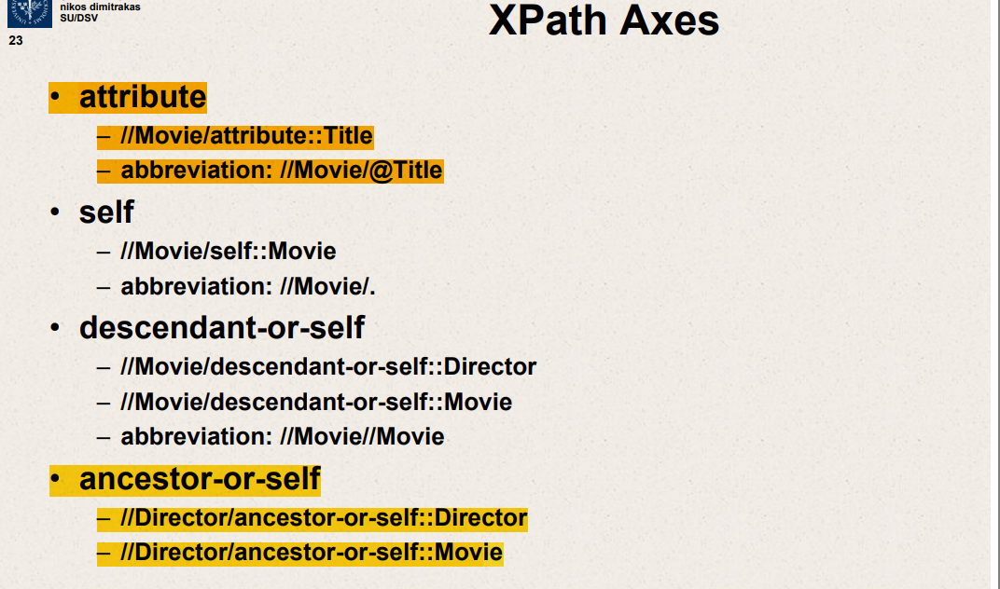 nikos dimitrakas
SU/DSV
23
XPath Axes
• attribute
– //Movie/attribute::Title
– abbreviation: //Movie/@Title
• self
– //Movie/self::Movie
– abbreviation: //Movie/.
• descendant-or-self
– //Movie/descendant-or-self::Director
– //Movie/descendant-or-self::Movie
– abbreviation: //Movie//Movie
• ancestor-or-self
– //Director/ancestor-or-self::Director
– //Director/ancestor-or-self::Movie